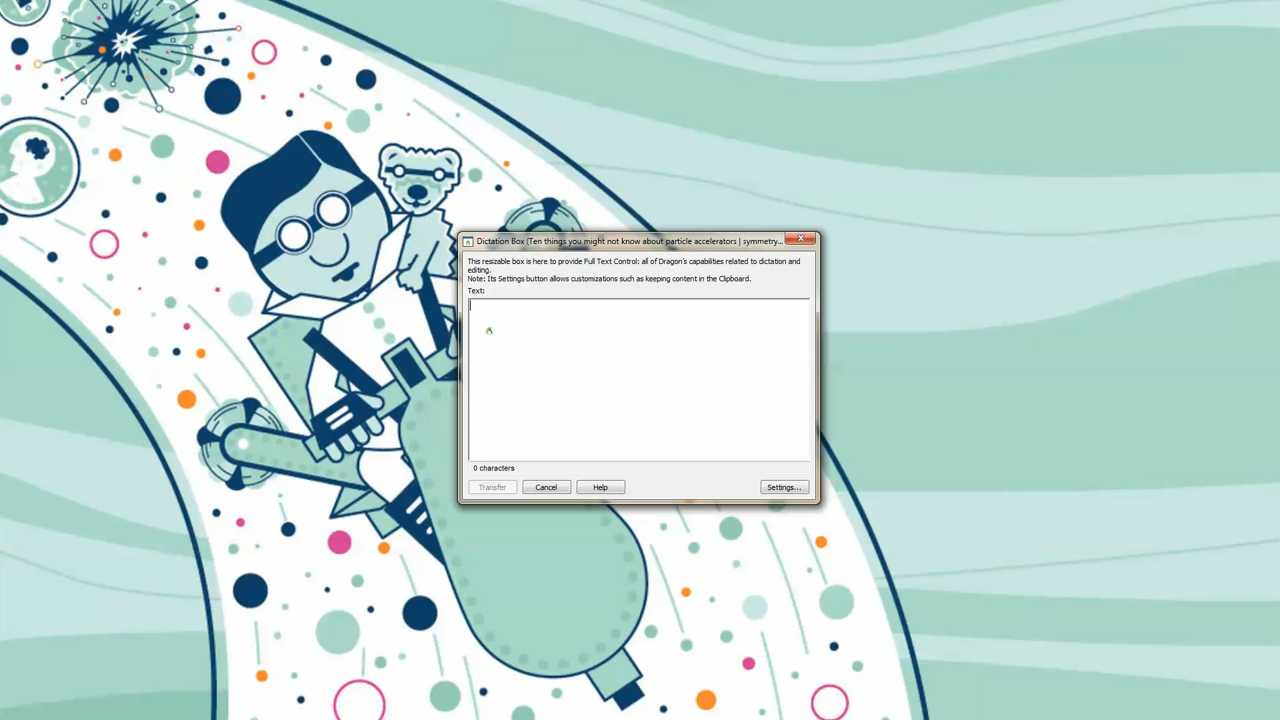 Dictation Box (Ten things you might not know about particle accelerators | symmetry...
This resizable box is here to provide Full Text Control: all of Dragon's capabilities related to dictation and
editing.
Note: Its Settings button allows customizations such as keeping content in the Clipboard.
Text:
0 characters
Transfer Cancel Help Settings...